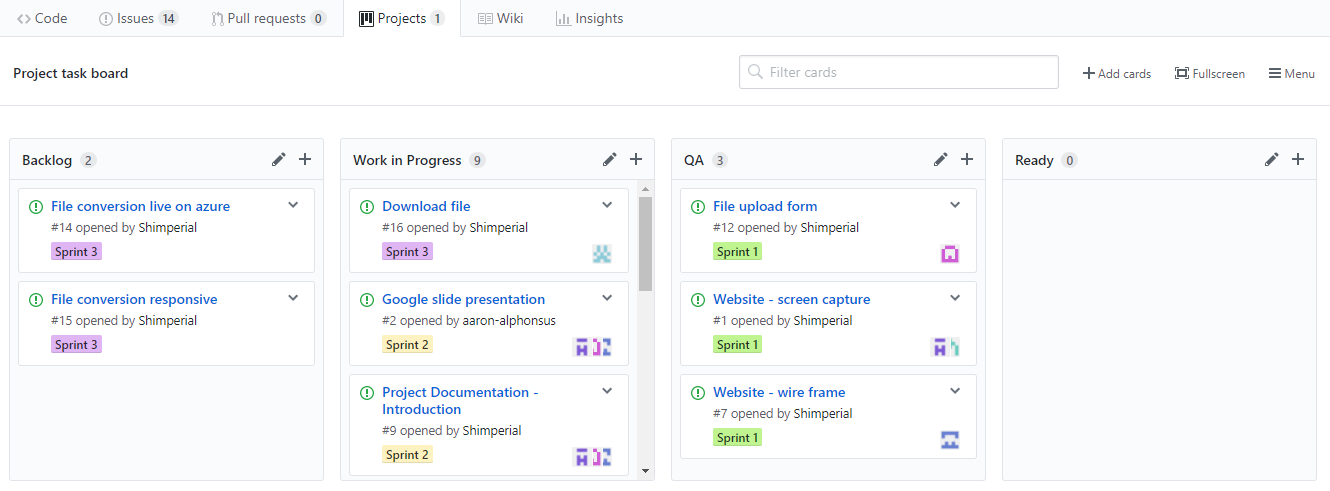 Code Issues 14 Pull requests 0 Projects 1 Wiki Insights
Project task board
Filter cards
Add cards Fullscreen Menu
Backlog 2
File conversion live on azure
#14 opened by Shimperial
Sprint 3
File conversion responsive
#15 opened by Shimperial
Sprint 3
Work in Progress 9
Download file
#16 opened by Shimperial
Sprint 3
Google slide presentation
#2 opened by aaron-alphonsus
Sprint 2
Project Documentation -
Introduction
#9 opened by Shimperial
Sprint 2
QA 3
File upload form
#12 opened by Shimperial
Sprint 1
Website - screen capture
#1 opened by Shimperial
Sprint 1
Website - wire frame
#7 opened by Shimperial
Sprint 1
Ready 0